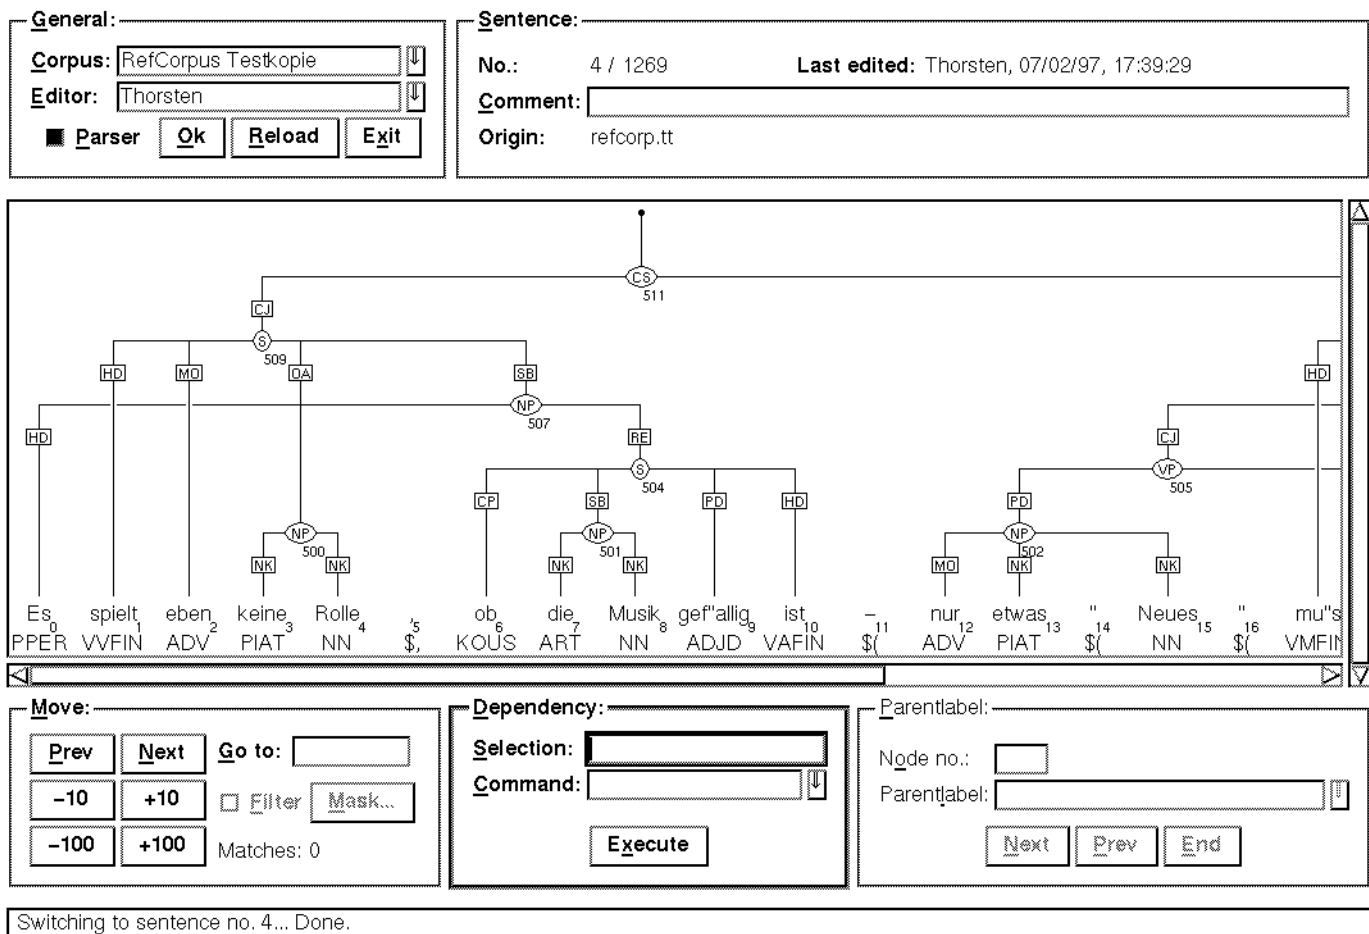 General:
Corpus: RefCorpus Testkopie
Editor: Thorsten
Parser Ok Reload Exit
Sentence:
No.: 4 / 1269 Last edited: Thorsten, 07/02/97, 17:39:29
Comment:
Origin: refcorp.tt
CS
511
CJ
S
509
HD MO OA SB HD
NP
507
HD RE CJ
S VP
504 505
CP SB PD HD PD
NP NP NP
500 501 502
NK NK NK NK MO NK NK
Es spielt eben keine Rolle , ob die Musik gef"allig ist – nur etwas " Neues " mu"s
0 1 2 3 4 5 6 7 8 9 10 11 12 13 14 15 16
PPER VVFIN ADV PIAT NN $, KOUS ART NN ADJD VAFIN $( ADV PIAT $( NN $( VMFIN
Move:
Prev Next Go to:
–10 +10 Filter Mask...
–100 +100 Matches: 0
Dependency:
Selection:
Command:
Execute
Parentlabel:
Node no.:
Parentlabel:
Next Prev End
Switching to sentence no. 4... Done.